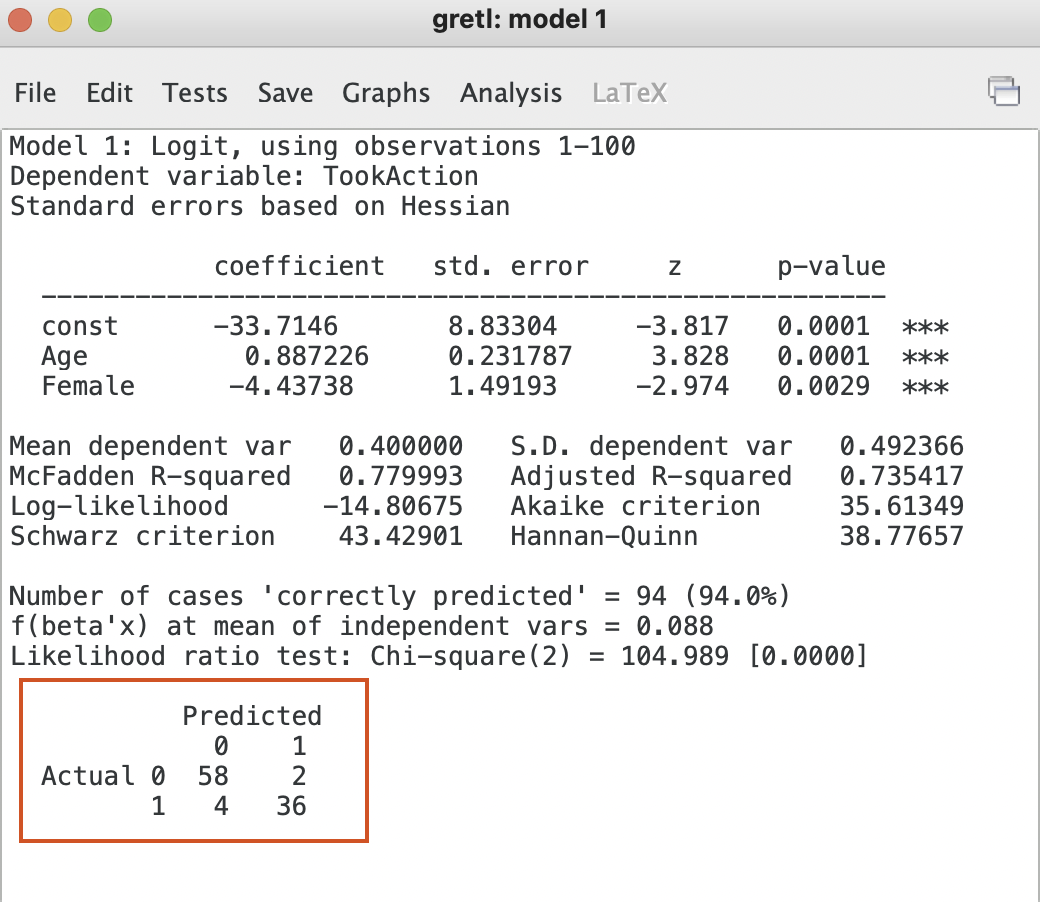 gretl: model 1
File Edit Tests Save Graphs Analysis LaTeX
Model 1: Logit, using observations 1-100
Dependent variable: TookAction
Standard errors based on Hessian
coefficient std. error z p-value
const -33.7146 8.83304 -3.817 0.0001 ***
Age 0.887226 0.231787 3.828 0.0001 ***
Female -4.43738 1.49193 -2.974 0.0029 ***
Mean dependent var 0.400000 S.D. dependent var 0.492366
McFadden R-squared 0.779993 Adjusted R-squared 0.735417
Log-likelihood -14.80675 Akaike criterion 35.61349
Schwarz criterion 43.42901 Hannan-Quinn 38.77657
Number of cases 'correctly predicted' = 94 (94.0%)
f(beta'x) at mean of independent vars = 0.088
Likelihood ratio test: Chi-square(2) = 104.989 [0.0000]
Predicted
0 1
Actual 0 58 2
1 4 36